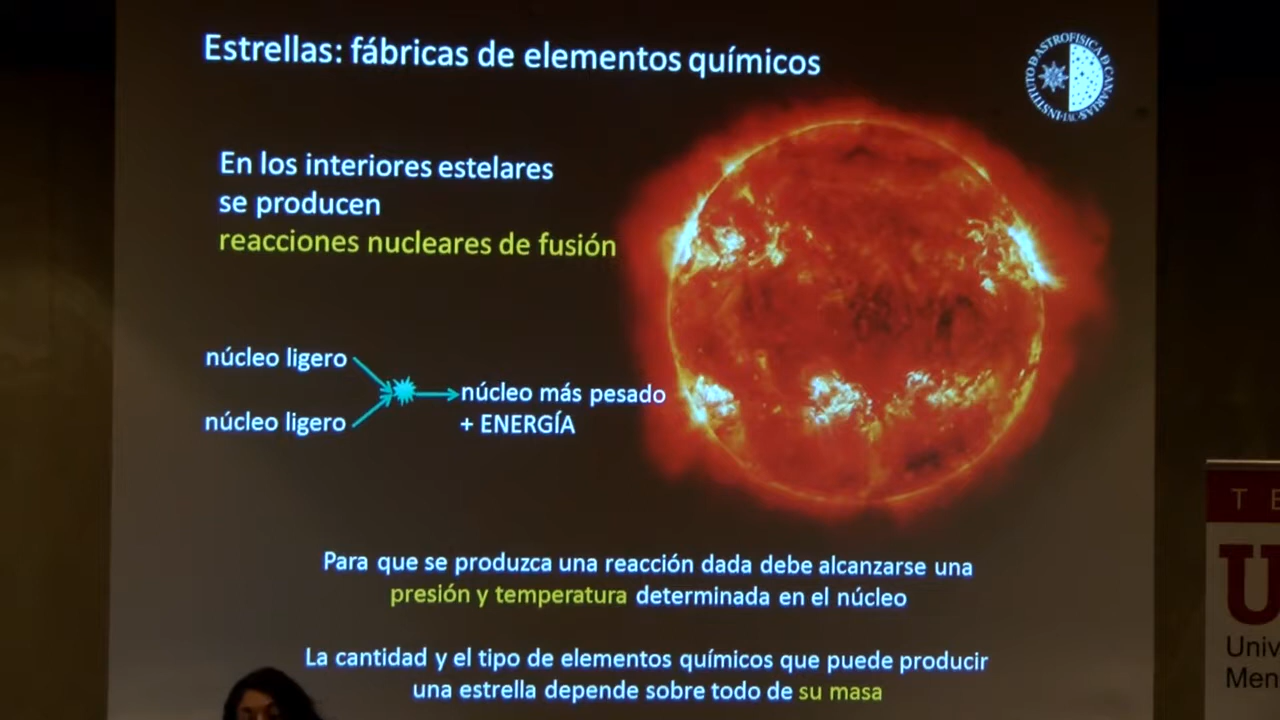 Estrellas: fábricas de elementos químicos
INSTITUTO D ASTROFISICA D CANARIAS
En los interiores estelares
se producen
reacciones nucleares de fusión
núcleo ligero
núcleo ligero
núcleo más pesado
+ ENERGÍA
Para que se produzca una reacción dada debe alcanzarse una
presión y temperatura determinada en el núcleo
La cantidad y el tipo de elementos químicos que puede producir
una estrella depende sobre todo de su masa
T E
U
Univ
Men